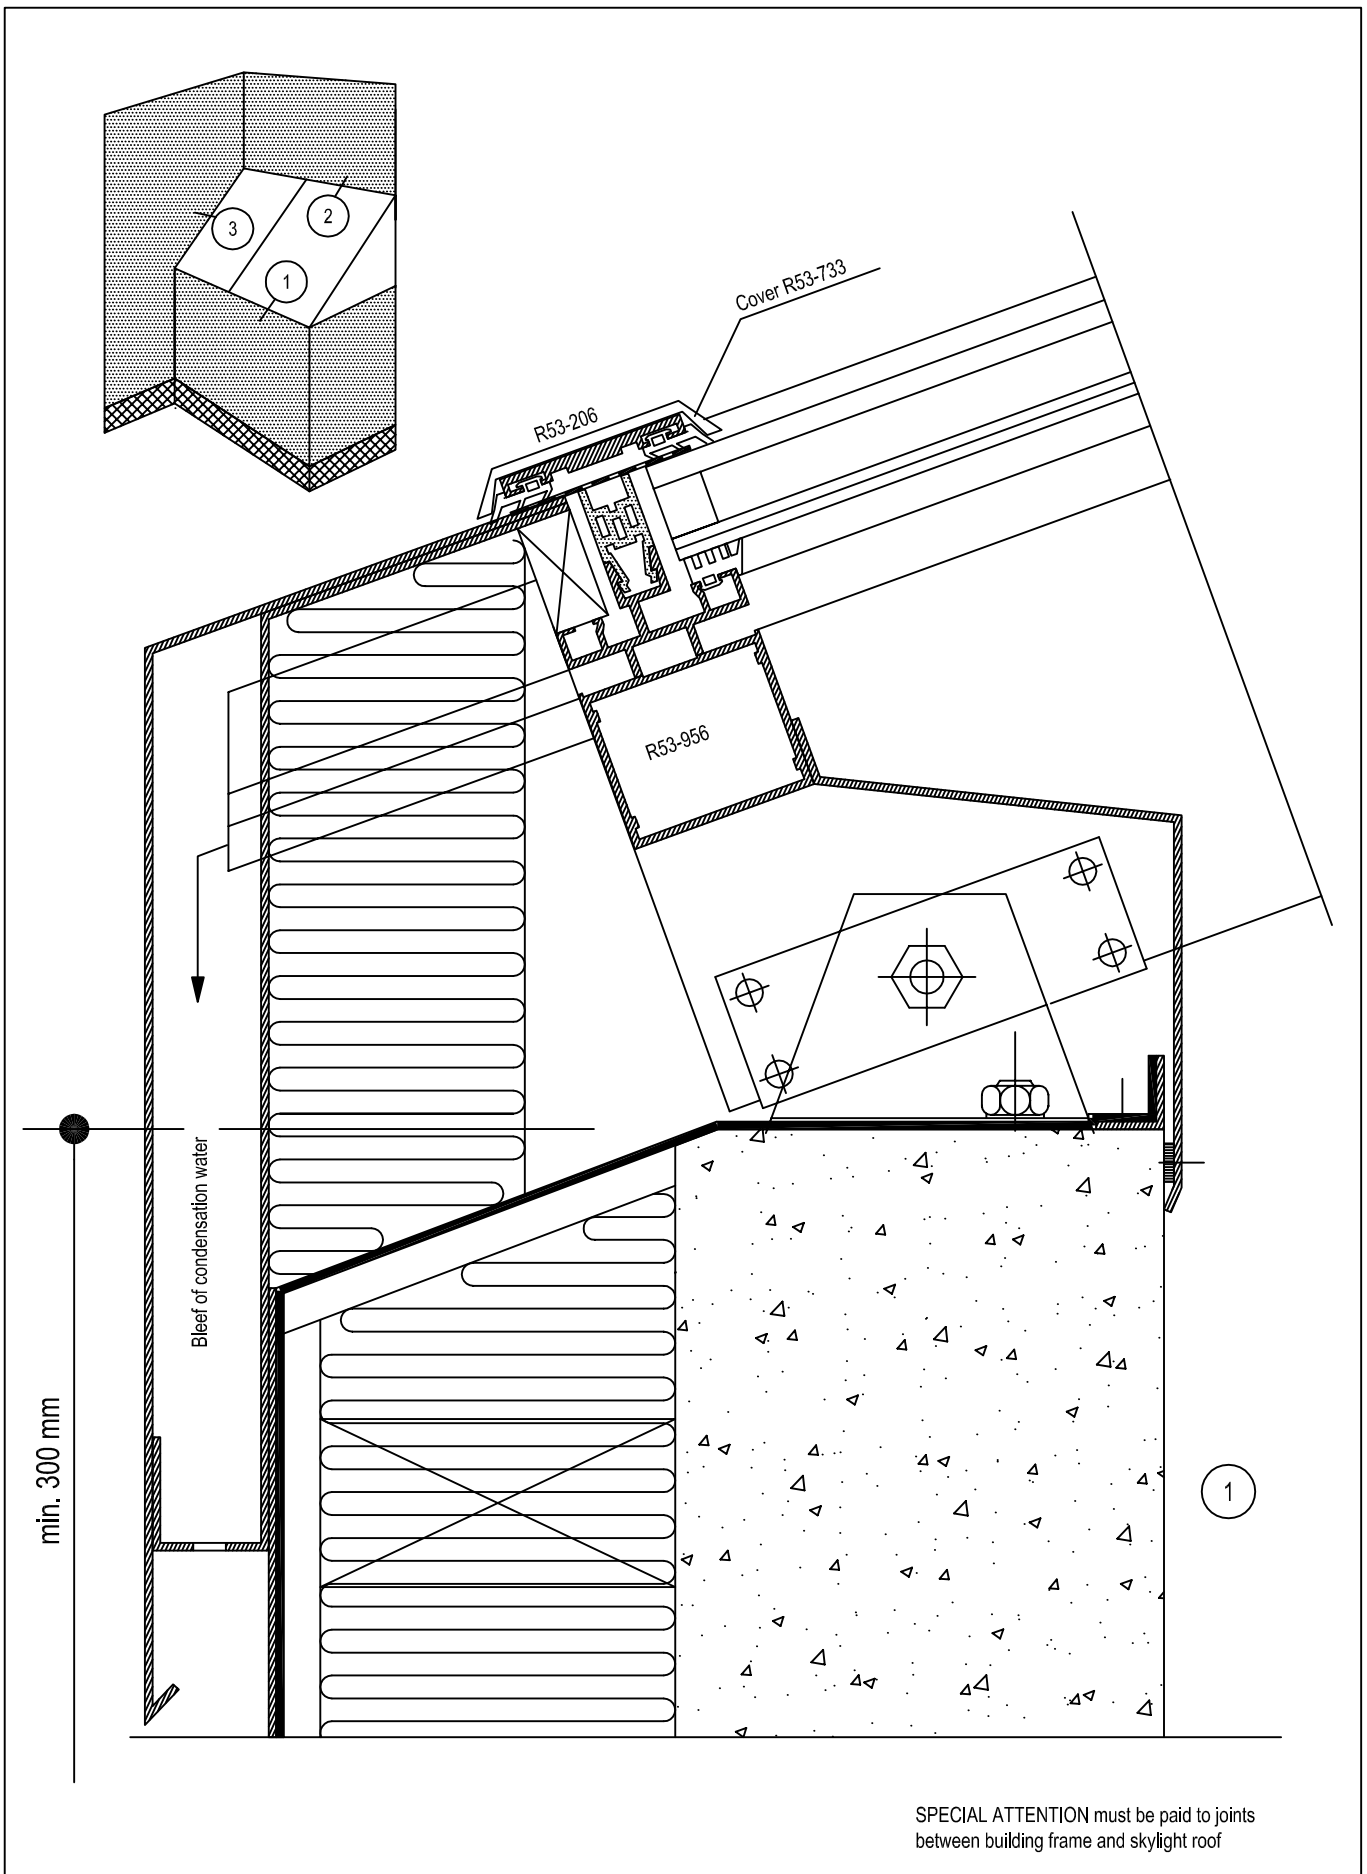 3
2
1
Cover R53-733
R53-206
R53-956
Bleef of condensation water
min. 300 mm
1
SPECIAL ATTENTION must be paid to joints
between building frame and skylight roof